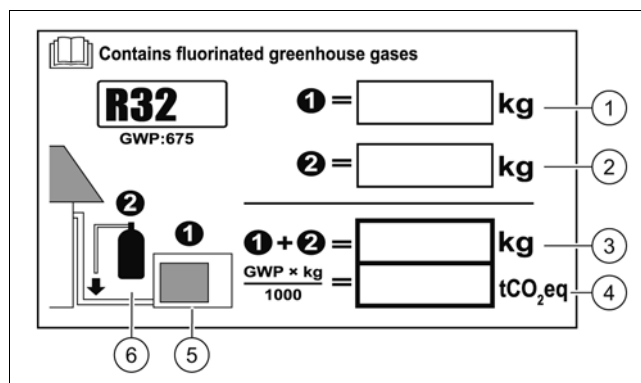 Contains fluorinated greenhouse gases
R32
GWP:675
❶ = kg ①
❷ = kg ②
❶+❷ = kg ③
GWP × kg
1000
= tCO₂eq ④
❷
❶
⑥ ⑤